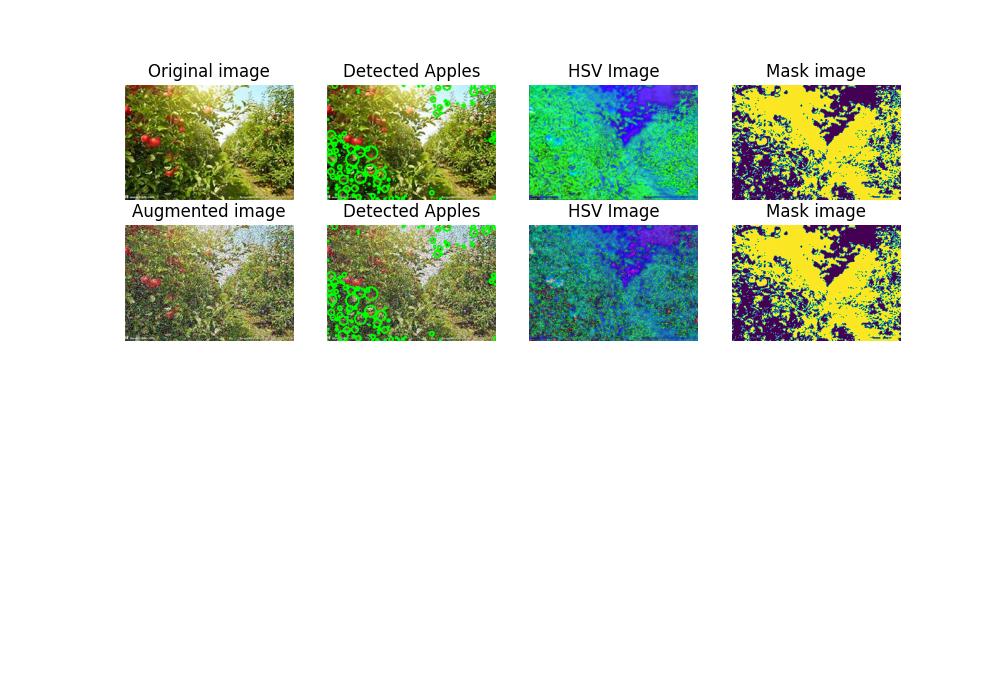 Original image
Detected Apples
HSV Image
Mask image
Augmented image
Detected Apples
HSV Image
Mask image